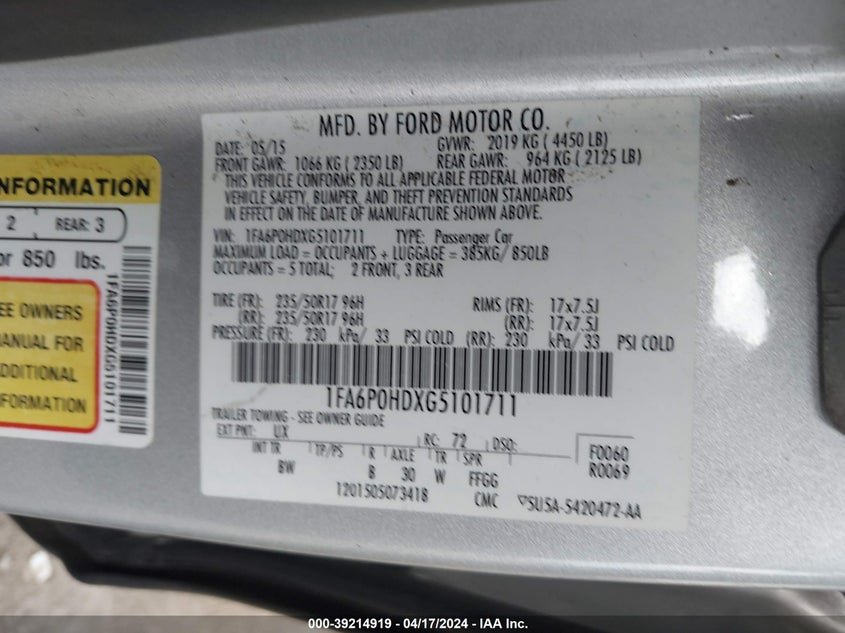 MFD. BY FORD MOTOR CO.
DATE: 05/15 GVWR: 2019 KG ( 4450 LB)
FRONT GAWR: 1066 KG ( 2350 LB) REAR GAWR: 964 KG ( 2125 LB)
THIS VEHICLE CONFORMS TO ALL APPLICABLE FEDERAL MOTOR
VEHICLE SAFETY, BUMPER, AND THEFT PREVENTION STANDARDS
IN EFFECT ON THE DATE OF MANUFACTURE SHOWN ABOVE.
VIN: 1FA6P0HDXG5101711 TYPE: Passenger Car
MAXIMUM LOAD = OCCUPANTS + LUGGAGE = 385KG/ 850LB
OCCUPANTS = 5 TOTAL; 2 FRONT, 3 REAR
TIRE (FR): 235/50R17 96H RIMS (FR): 17x7.5J
(RR): 235/50R17 96H (RR): 17x7.5J
PRESSURE (FR): 230 kPa/ 33 PSI COLD (RR): 230 kPa/ 33 PSI COLD
1FA6P0HDXG5101711
TRAILER TOWING - SEE OWNER GUIDE
EXT PNT: UX RC: 72 DSO: F0060
INT TR TP/PS R AXLE TR SPR R0069
BW B 30 W FFGG
1201505073418 CMC 5U5A-5420472-AA
NFORMATION
2 REAR: 3
or 850 lbs.
EE OWNERS
ANUAL FOR
ADDITIONAL
FORMATION
1FA6P0HDXG5101711
000-39214919 / 04/17/2024 - IAA Inc.